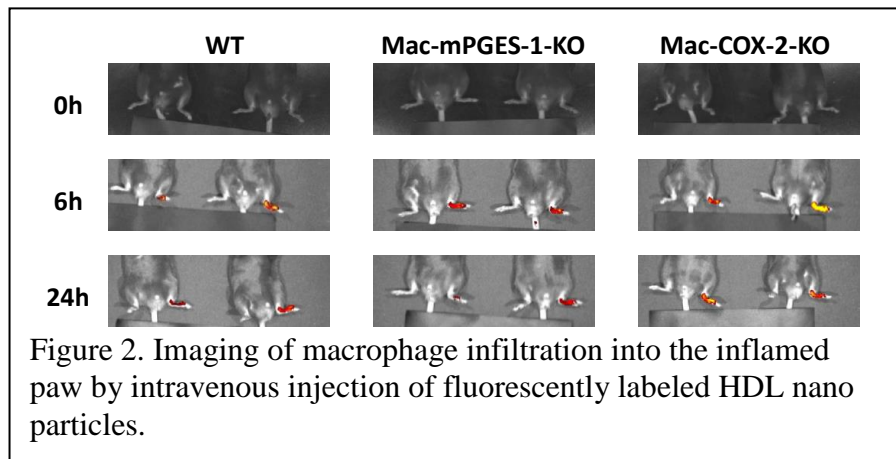 WT Mac-mPGES-1-KO Mac-COX-2-KO
0h
6h
24h
Figure 2. Imaging of macrophage infiltration into the inflamed
paw by intravenous injection of fluorescently labeled HDL nano
particles.